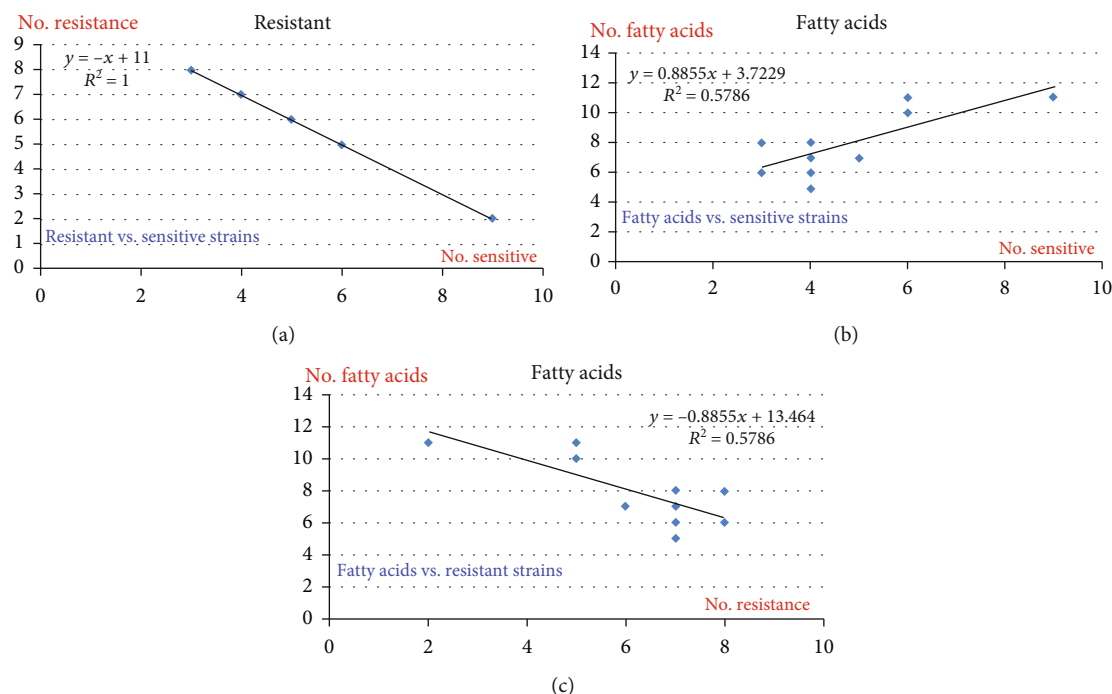 No. resistance
Resistant
9
8
7
6
5
4
3
2
1
0
y = –x + 11
R² = 1
Resistant vs. sensitive strains
No. sensitive
0 2 4 6 8 10
(a)
No. fatty acids
Fatty acids
14
12
10
8
6
4
2
0
y = 0.8855x + 3.7229
R² = 0.5786
Fatty acids vs. sensitive strains
No. sensitive
0 2 4 6 8 10
(b)
No. fatty acids
Fatty acids
14
12
10
8
6
4
2
0
y = –0.8855x + 13.464
R² = 0.5786
Fatty acids vs. resistant strains
No. resistance
0 2 4 6 8 10
(c)